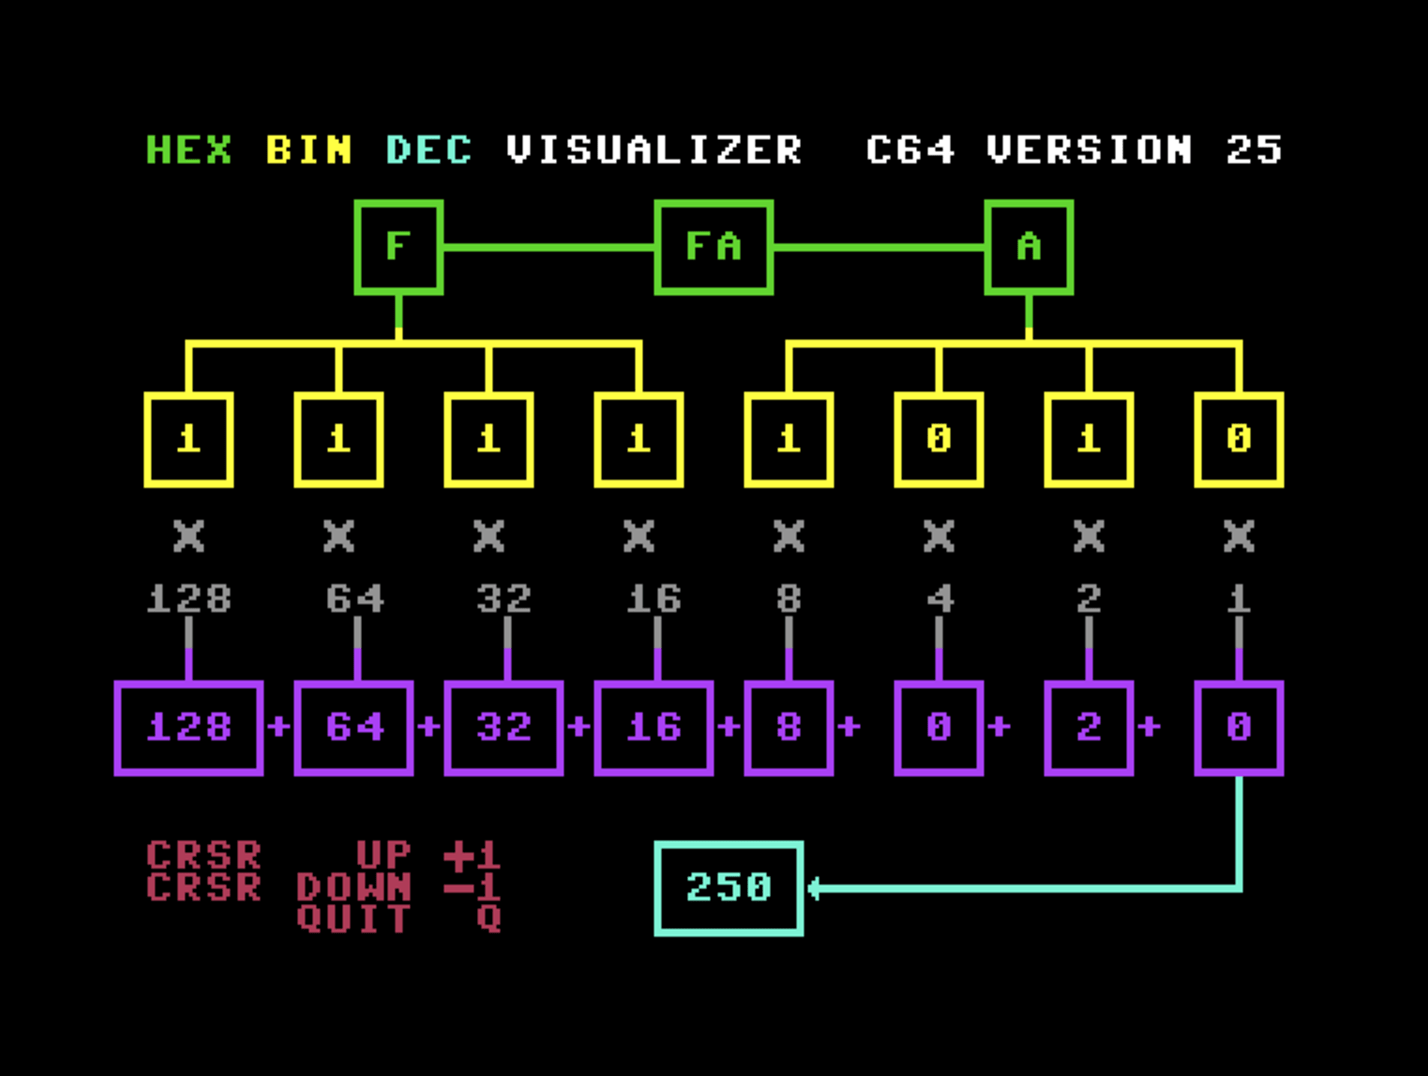 HEX BIN DEC VISUALIZER C64 VERSION 25
F FA A
1 1 1 1 1 0 1 0
× × × × × × × ×
128 64 32 16 8 4 2 1
128 + 64 + 32 + 16 + 8 + 0 + 2 + 0
CRSR UP +1
CRSR DOWN -1
QUIT Q
250